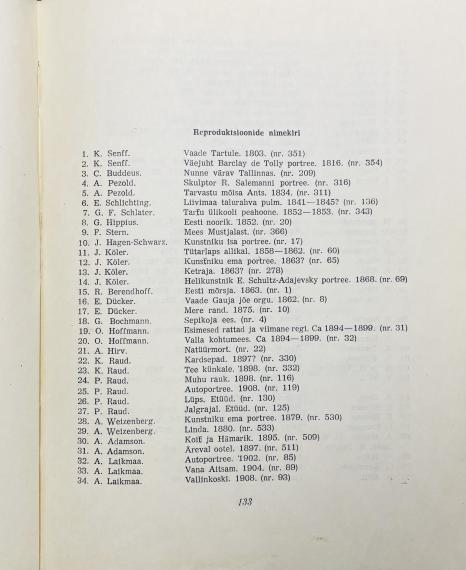 Reproduktsioonide nimekiri
1. K. Senff. Vaade Tartule. 1803. (nr. 351)
2. K. Senff. Väejuht Barclay de Tolly portree. 1816. (nr. 354)
3. C. Buddeus. Nunne värav Tallinnas. (nr. 209)
4. A. Pezold. Skulptor R. Salemanni portree. (nr. 316)
5. A. Pezold. Tarvastu mõisa Ants. 1834. (nr. 311)
6. E. Schlichting. Liivimaa talurahva pulm. 1841—1845? (nr. 136)
7. G. F. Schlater. Tartu ülikooli peahoone. 1852—1853. (nr. 343)
8. G. Hippius. Eesti noorik. 1852. (nr. 20)
9. F. Stern. Mees Mustjalast. (nr. 366)
10. J. Hagen-Schwarz. Kunstniku isa portree. (nr. 17)
11. J. Köler. Tütarlaps allikal. 1858—1862. (nr. 60)
12. J. Köler. Kunstniku ema portree. 1863? (nr. 65)
13. J. Köler. Ketraja. 1863? (nr. 278)
14. J. Köler. Helikunstnik E. Schultz-Adajevsky portree. 1868. (nr. 69)
15. R. Berendhoff. Eesti mõrsja. 1863. (nr. 1)
16. E. Dücker. Vaade Gauja jõe orgu. 1862. (nr. 8)
17. E. Dücker. Mere rand. 1875. (nr. 10)
18. G. Bochmann. Sepikoja ees. (nr. 4)
19. O. Hoffmann. Esimesed rattad ja viimane regi. Ca 1894—1899. (nr. 31)
20. O. Hoffmann. Valla kohtumees. Ca 1894—1899. (nr. 32)
21. A. Hirv. Natüürmort. (nr. 22)
22. K. Raud. Kardsepad. 1897? (nr. 330)
23. K. Raud. Tee künkale. 1898. (nr. 332)
24. P. Raud. Muhu rauk. 1898. (nr. 116)
25. P. Raud. Autoportree. 1908. (nr. 119)
26. P. Raud. Lüps. Etüüd. (nr. 130)
27. P. Raud. Jalgrajal. Etüüd. (nr. 125)
28. A. Weizenberg. Kunstniku ema portree. 1879. (nr. 530)
29. A. Weizenberg. Linda. 1880. (nr. 533)
30. A. Adamson. Koit ja Hämarik. 1895. (nr. 509)
31. A. Adamson. Äreval ootel. 1897. (nr. 511)
32. A. Laikmaa. Autoportree. 1902. (nr. 85)
33. A. Laikmaa. Vana Aitsam. 1904. (nr. 89)
34. A. Laikmaa. Vallinkoski. 1908. (nr. 93)
133